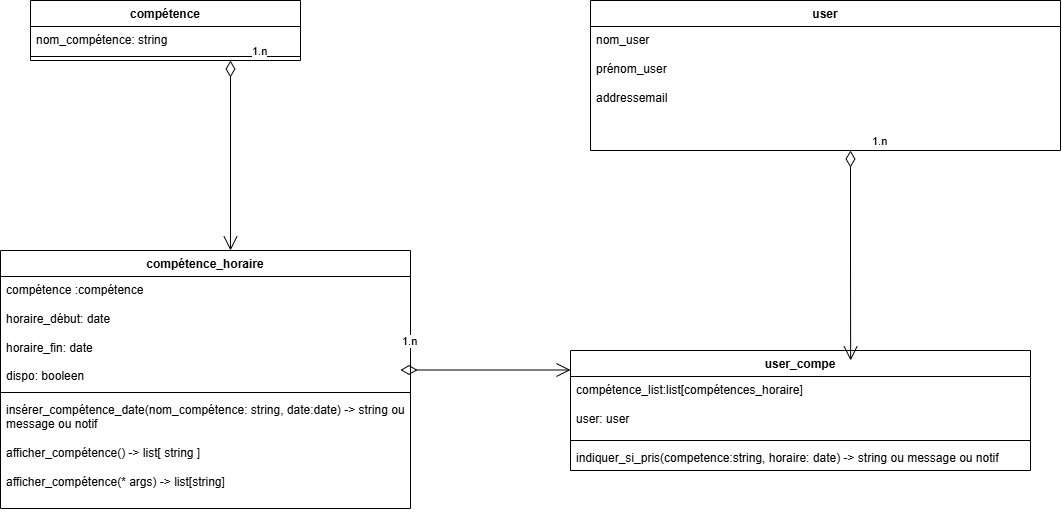 compétence
nom_compétence: string
1.n
user
nom_user
prénom_user
addressemail
1.n
compétence_horaire
compétence :compétence
horaire_début: date
horaire_fin: date
dispo: booleen
1.n
insérer_compétence_date(nom_compétence: string, date:date) -> string ou
message ou notif
afficher_compétence() -> list[ string ]
afficher_compétence(* args) -> list[string]
user_compe
compétence_list:list[compétences_horaire]
user: user
indiquer_si_pris(competence:string, horaire: date) -> string ou message ou notif